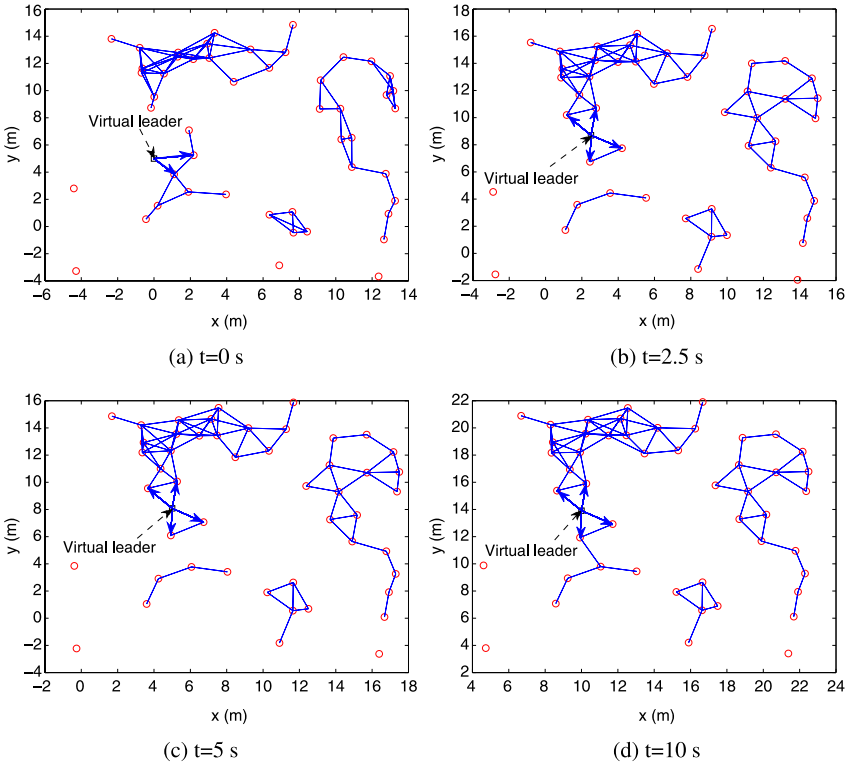 16
14
12
10
8
6
4
2
0
−2
−4
y (m)
Virtual leader
−6 −4 −2 0 2 4 6 8 10 12 14
x (m)
(a) t=0 s
16
14
12
10
8
6
4
2
0
−2
y (m)
Virtual leader
−4 −2 0 2 4 6 8 10 12 14 16
x (m)
(b) t=2.5 s
16
14
12
10
8
6
4
2
0
−2
−4
y (m)
Virtual leader
−2 0 2 4 6 8 10 12 14 16 18
x (m)
(c) t=5 s
22
20
18
16
14
12
10
8
6
4
2
y (m)
Virtual leader
4 6 8 10 12 14 16 18 20 22 24
x (m)
(d) t=10 s